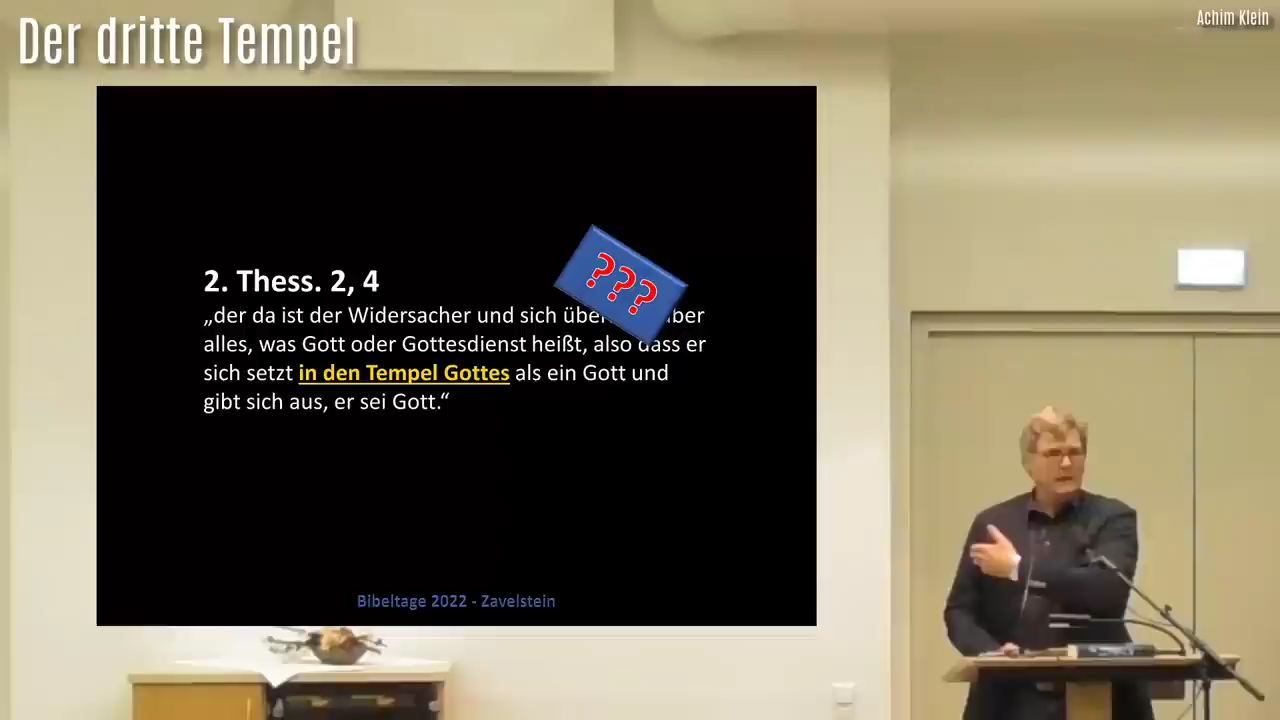 Der dritte Tempel
Achim Klein
???
2. Thess. 2, 4
„der da ist der Widersacher und sich über
alles, was Gott oder Gottesdienst heißt, also dass er
sich setzt in den Tempel Gottes als ein Gott und
gibt sich aus, er sei Gott.“
Bibeltage 2022 - Zavelstein